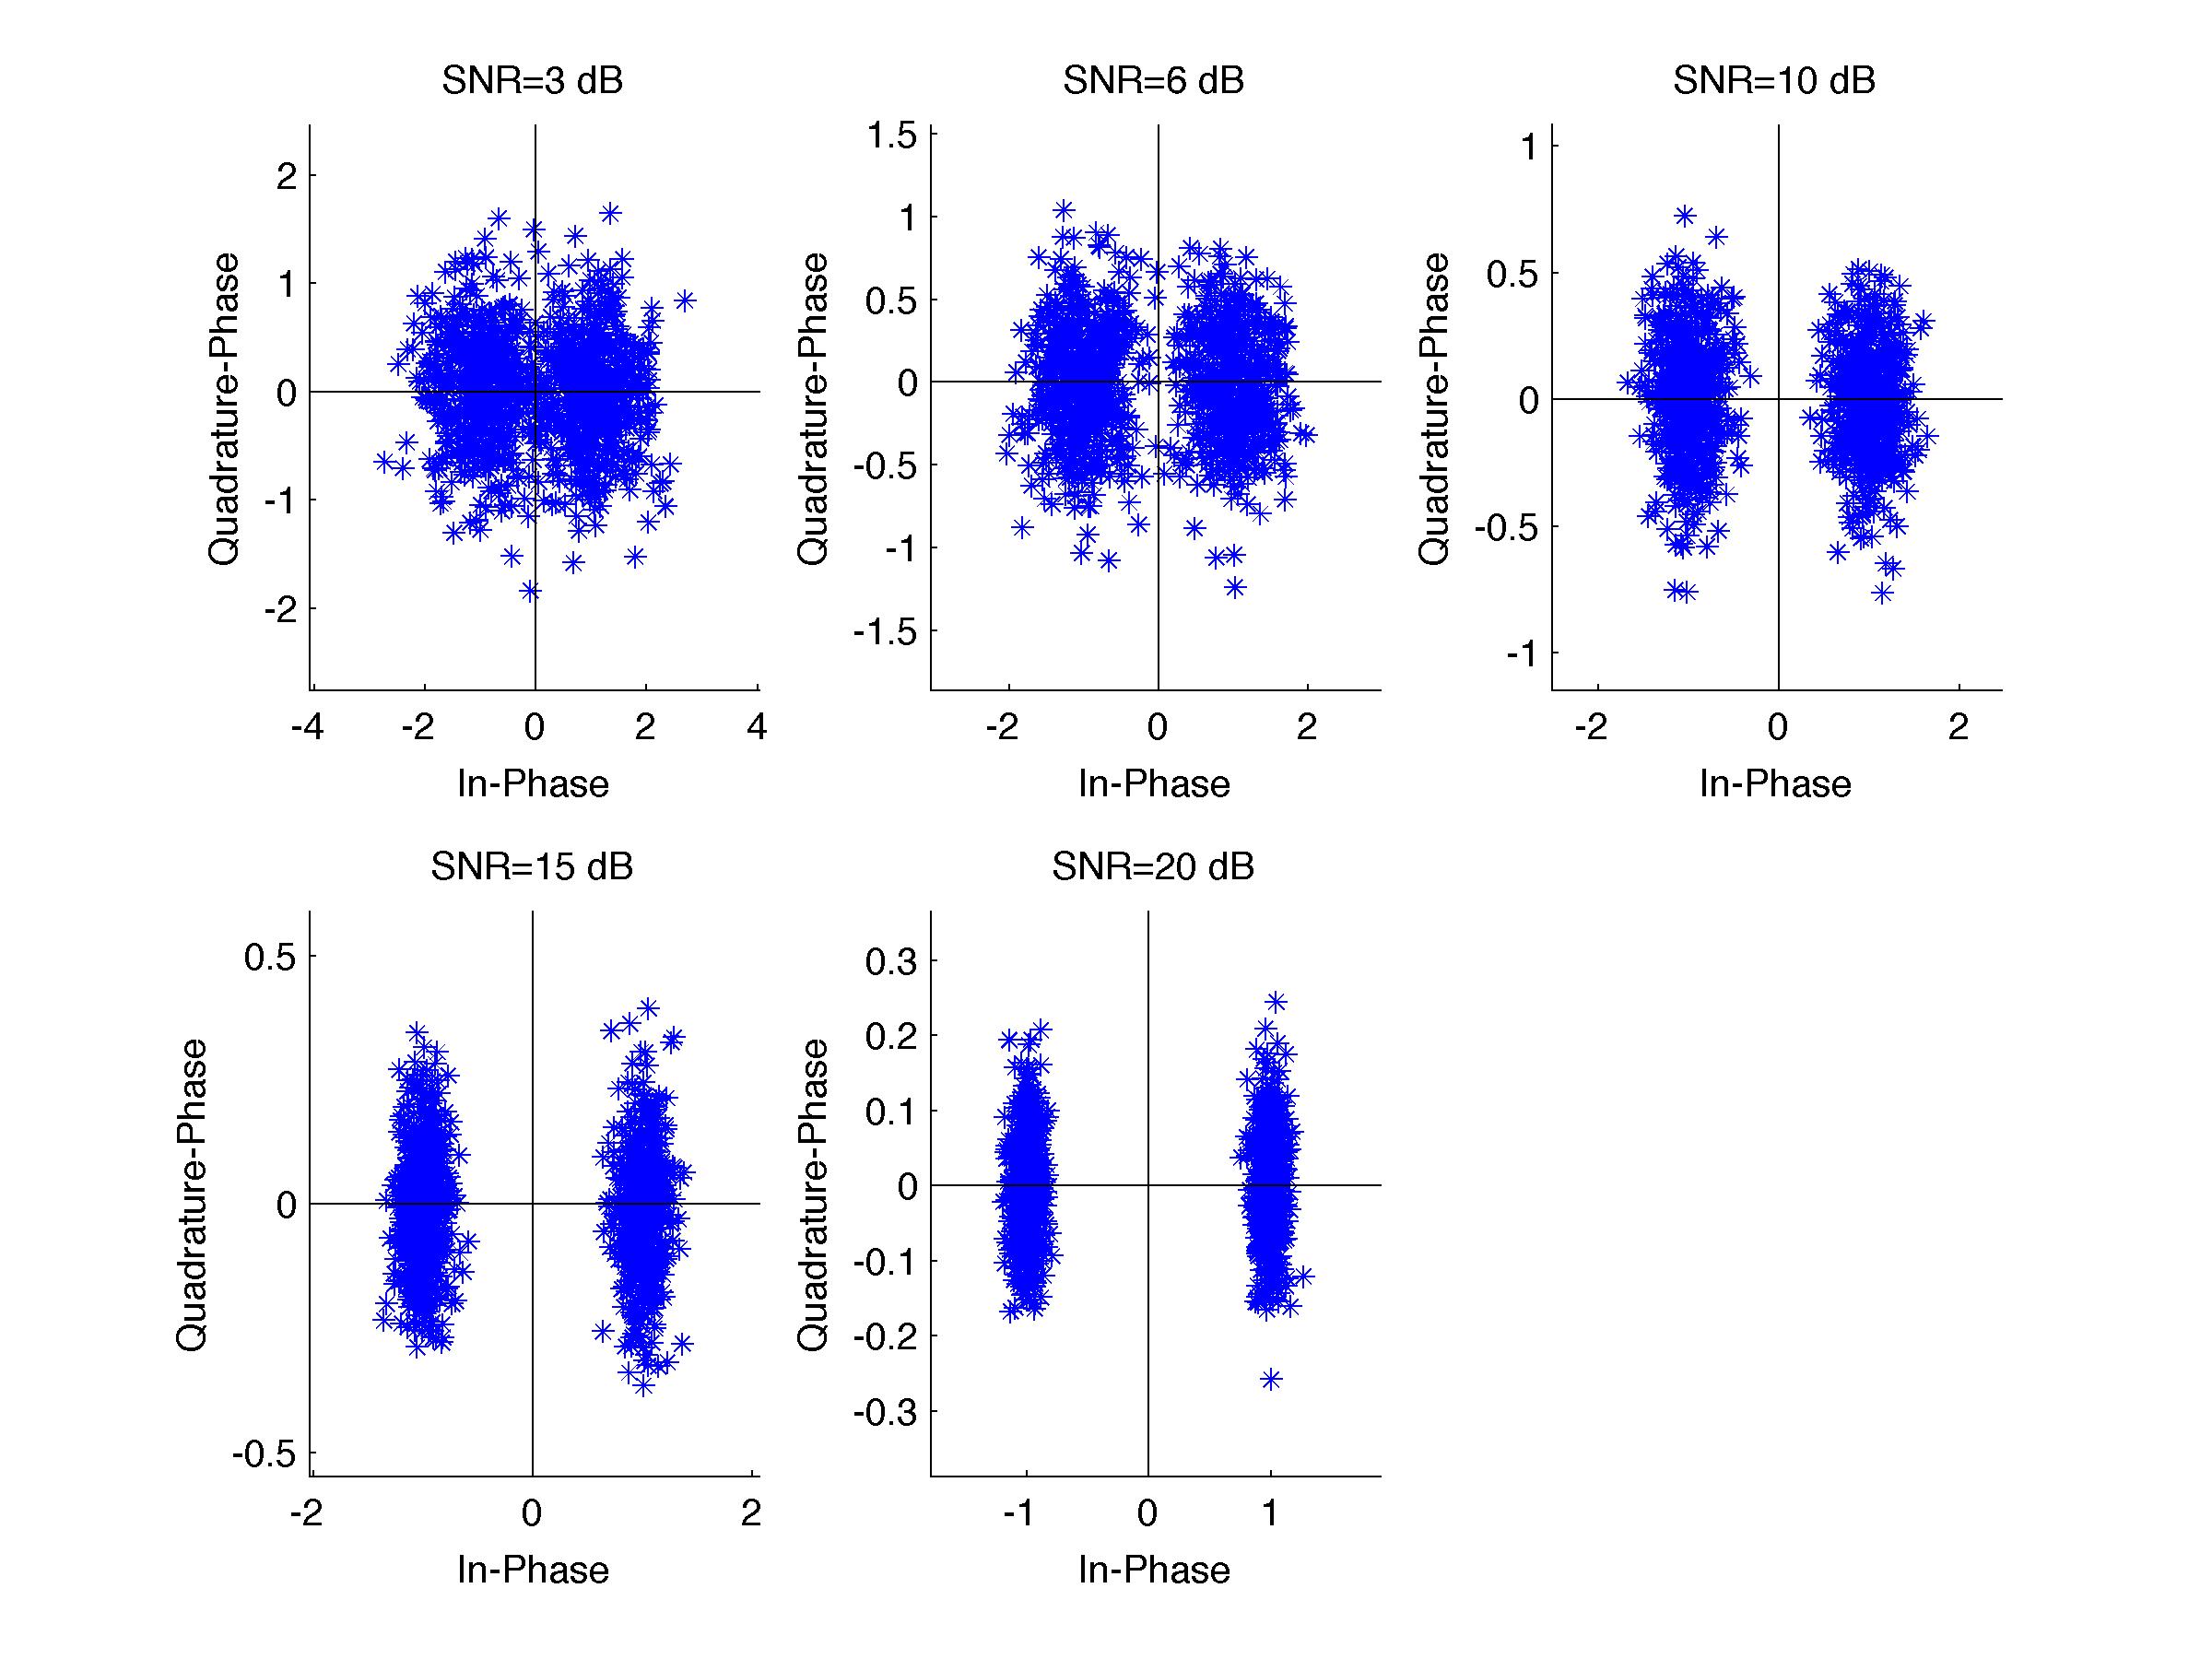 SNR=3 dB
2
1
0
-1
-2
-4
-2
0
2
4
Quadrature-Phase
In-Phase
SNR=6 dB
1.5
1
0.5
0
-0.5
-1
-1.5
-2
0
2
Quadrature-Phase
In-Phase
SNR=10 dB
1
0.5
0
-0.5
-1
-2
0
2
Quadrature-Phase
In-Phase
SNR=15 dB
0.5
0
-0.5
-2
0
2
Quadrature-Phase
In-Phase
SNR=20 dB
0.3
0.2
0.1
0
-0.1
-0.2
-0.3
-1
0
1
Quadrature-Phase
In-Phase